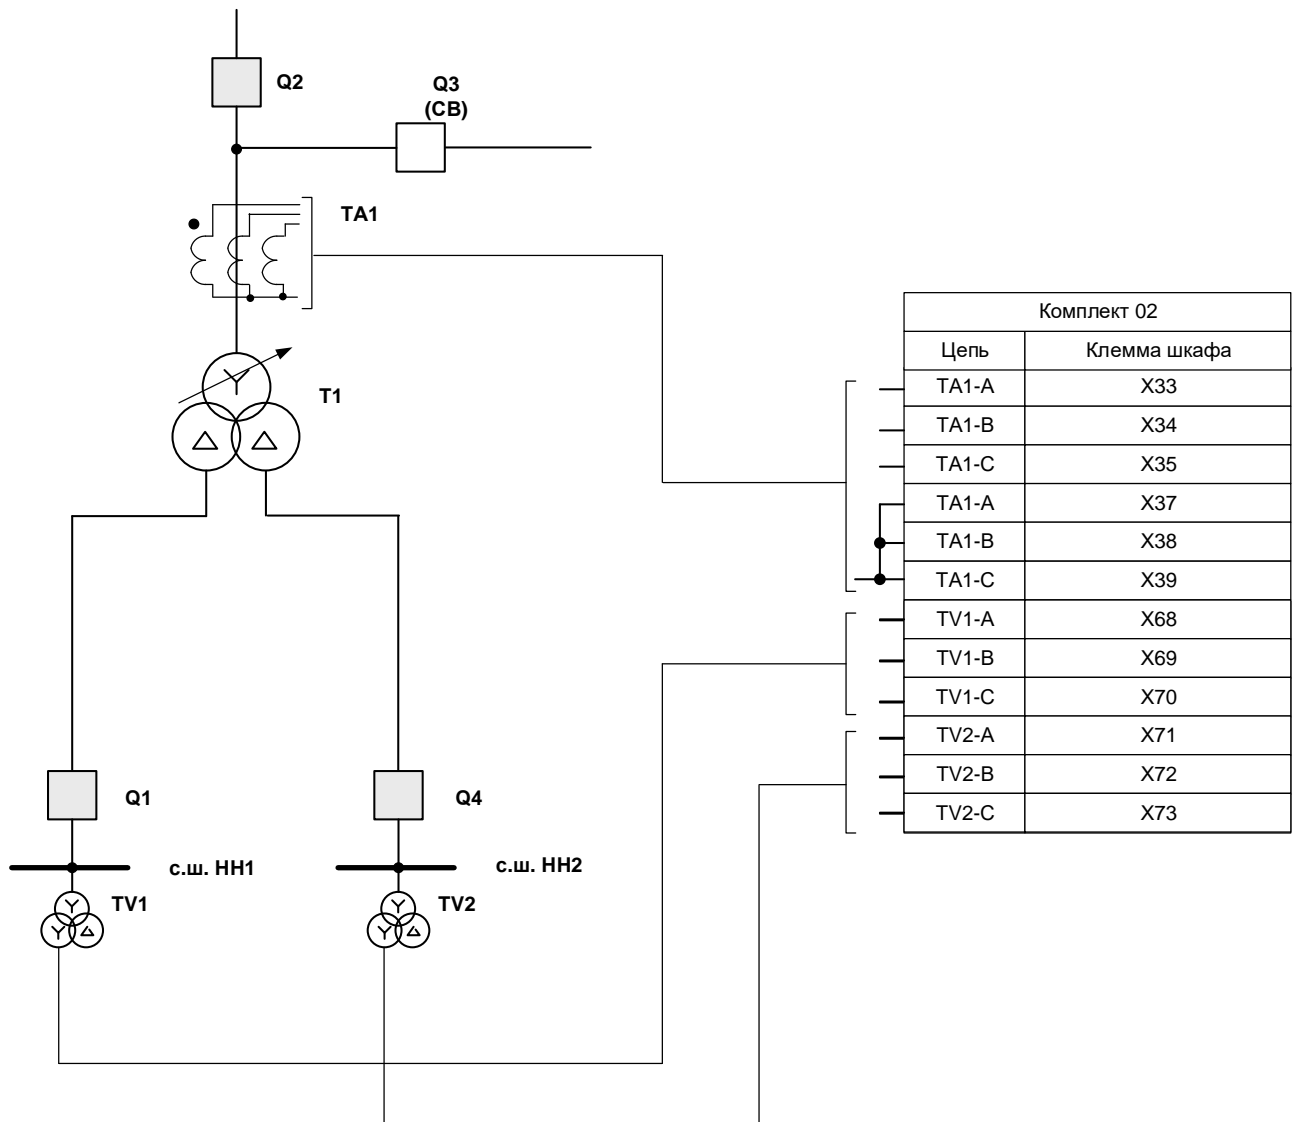 Q2
Q3
(СВ)
TA1
T1
Комплект 02
Цепь Клемма шкафа
TA1-A X33
TA1-B X34
TA1-C X35
TA1-A X37
TA1-B X38
TA1-C X39
TV1-A X68
TV1-B X69
TV1-C X70
TV2-A X71
TV2-B X72
TV2-C X73
Q1
Q4
с.ш. НН1
с.ш. НН2
TV1
TV2